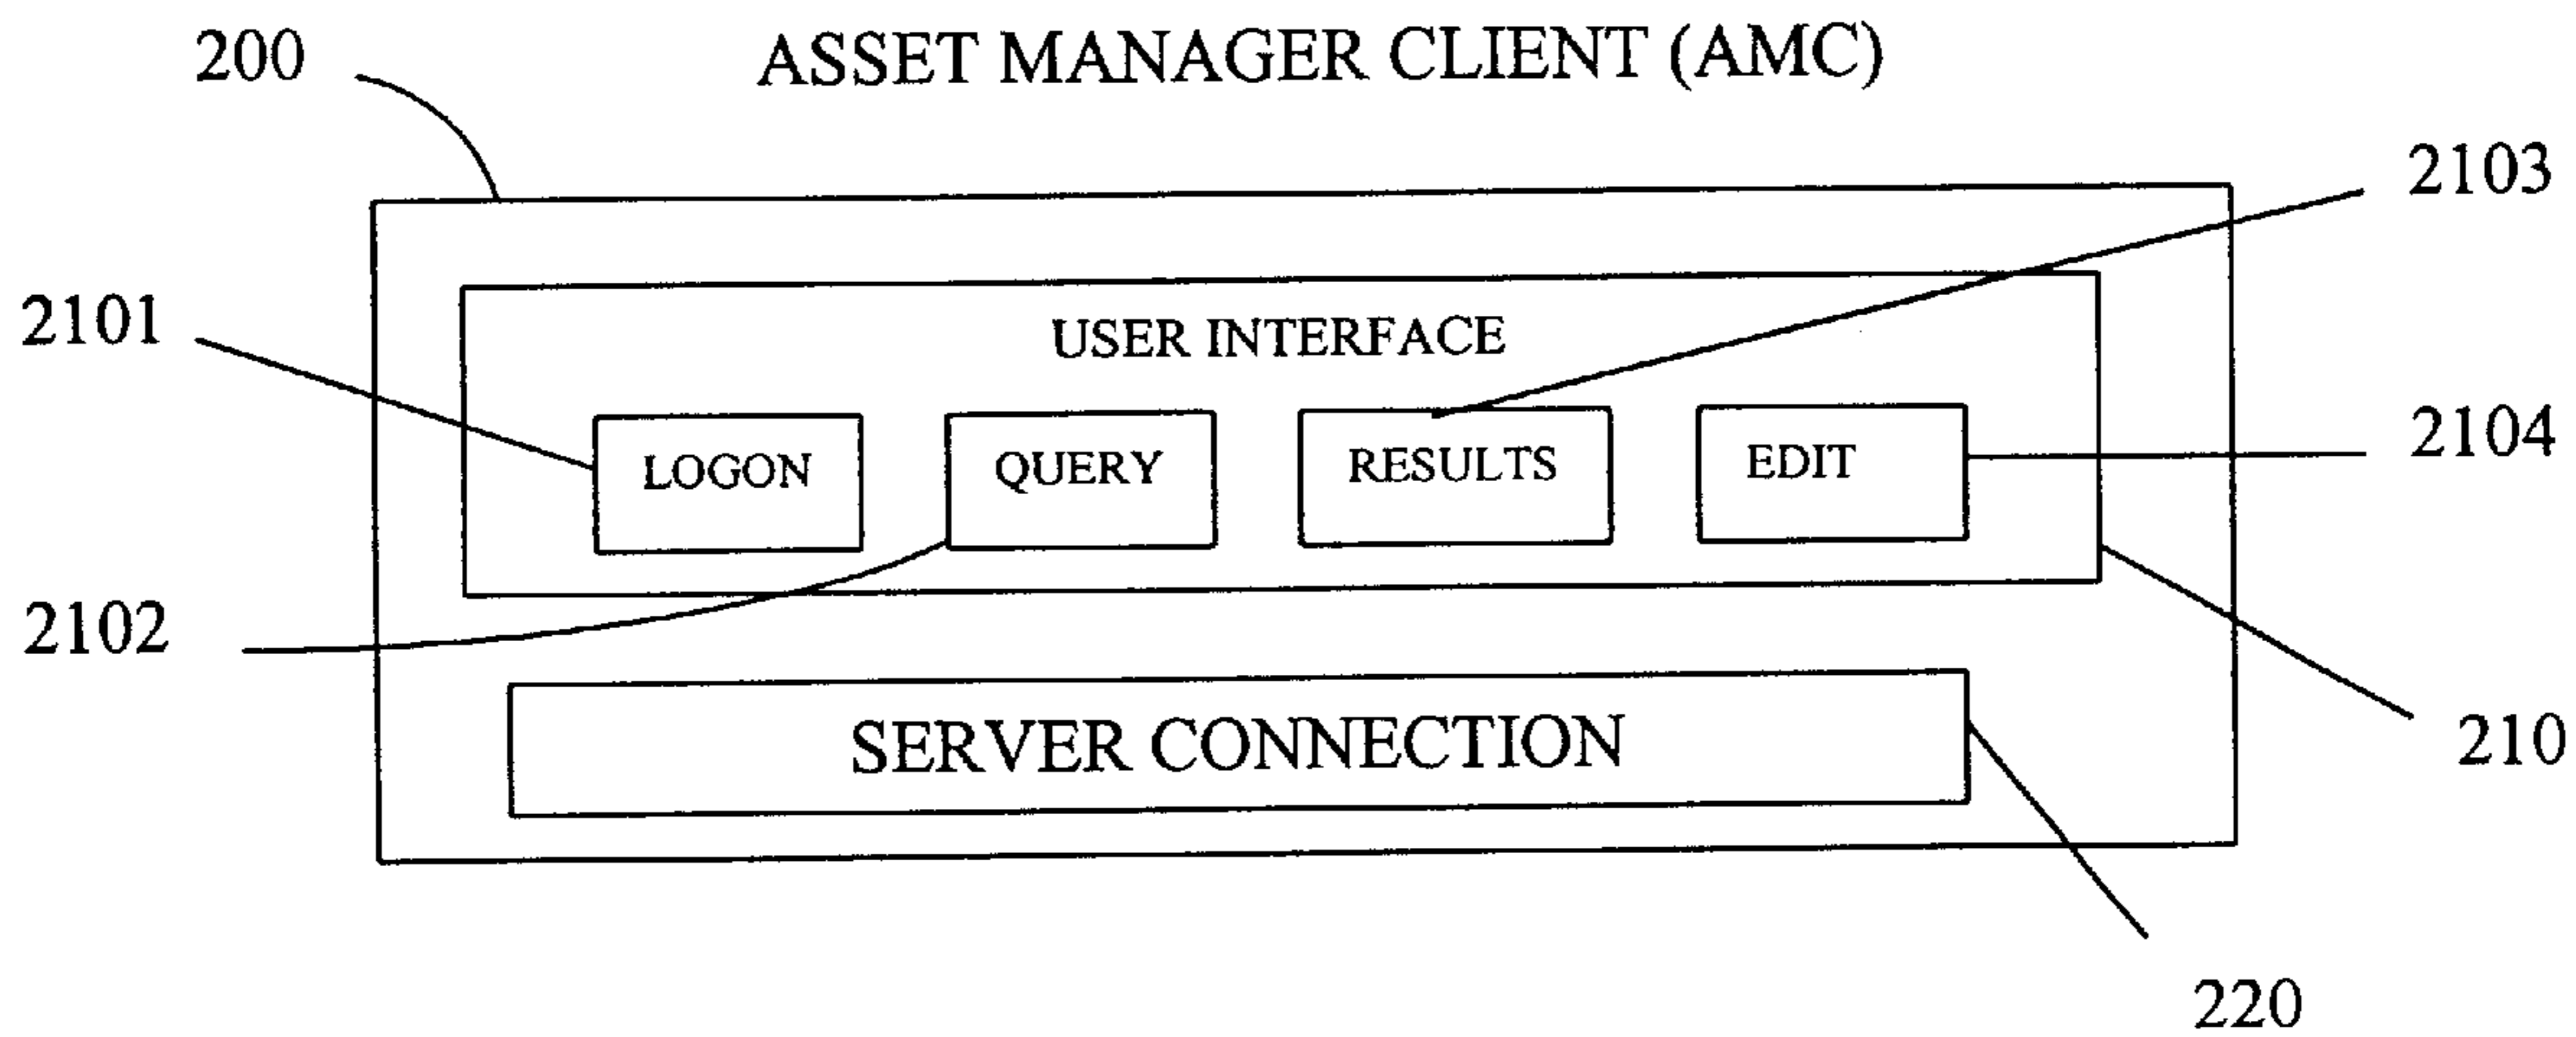 200
ASSET MANAGER CLIENT (AMC)
2103
2101
USER INTERFACE
2104
LOGON
QUERY
RESULTS
EDIT
2102
210
SERVER CONNECTION
220